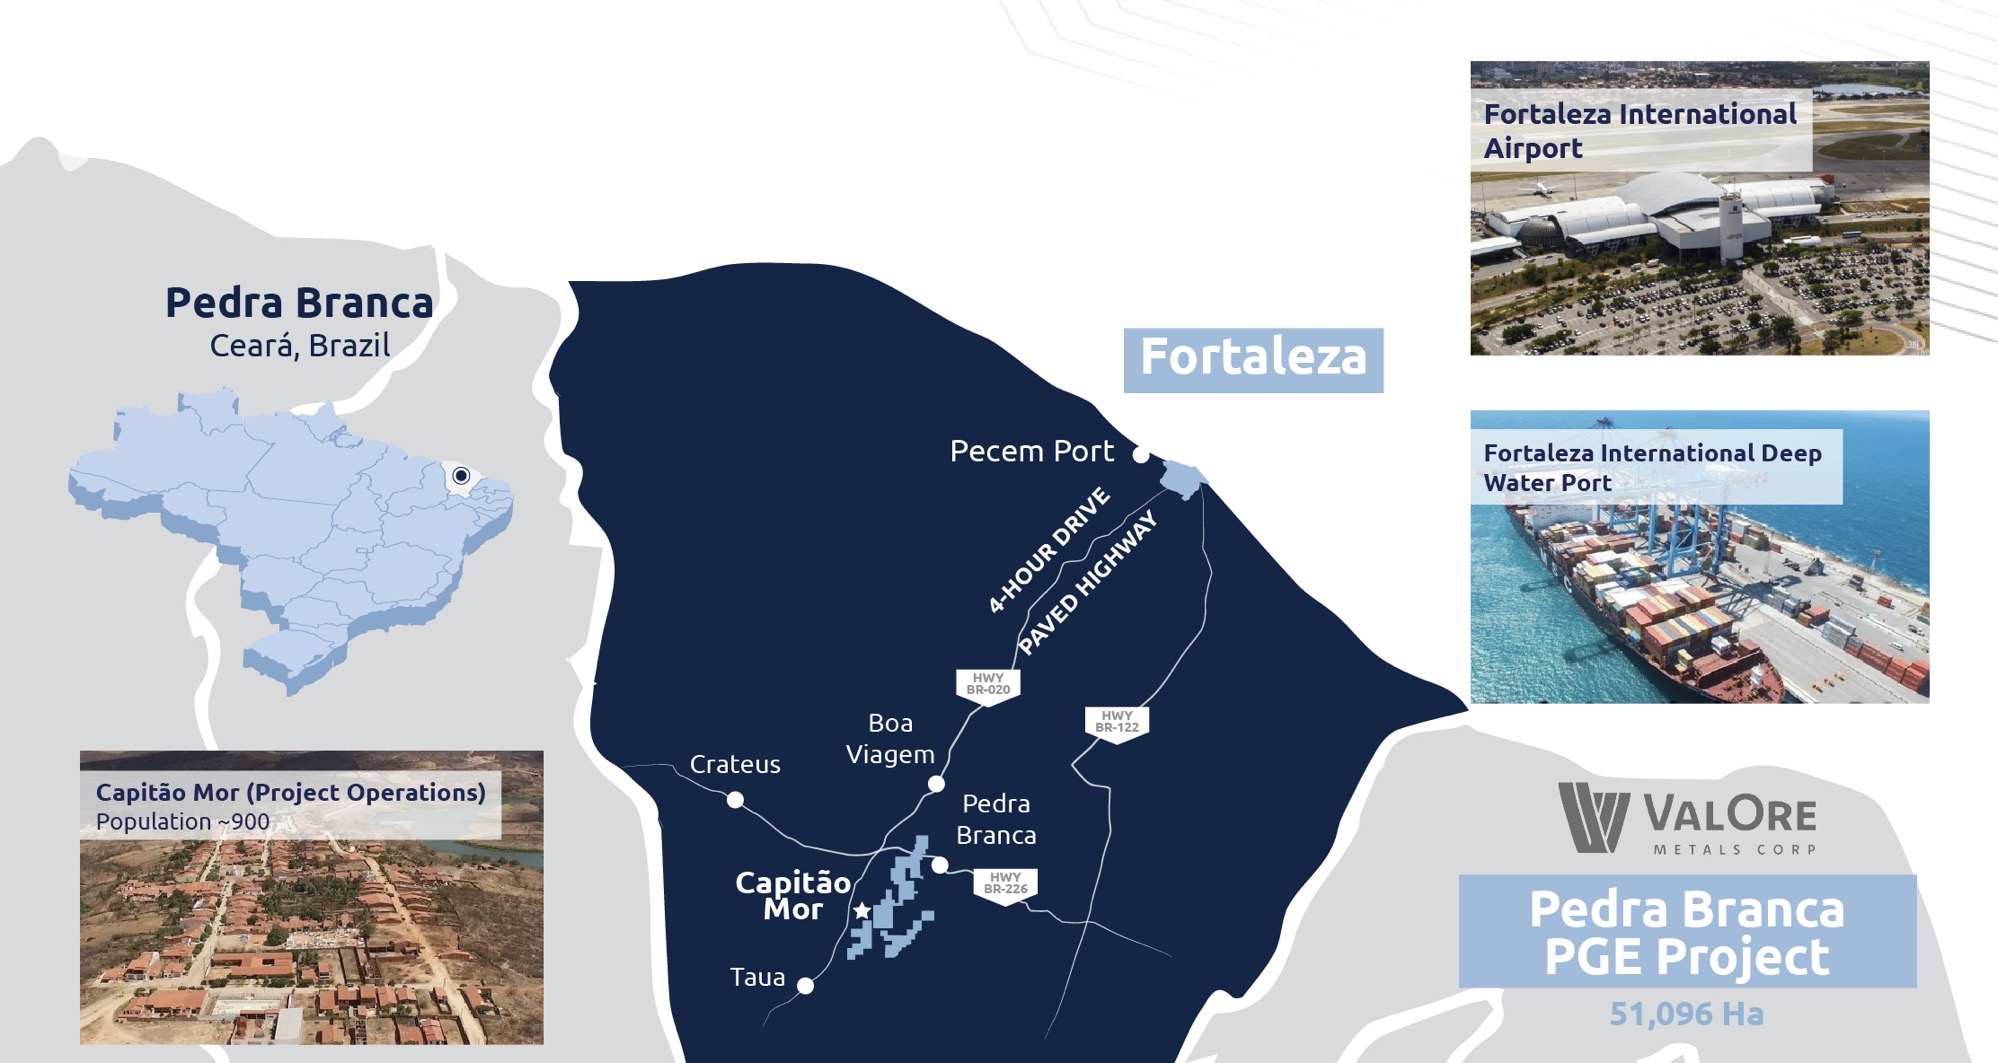 Pedra Branca
Ceará, Brazil
Fortaleza International
Airport
Fortaleza
Fortaleza International Deep
Water Port
Pecem Port
4-HOUR DRIVE
PAVED HIGHWAY
HWY
BR-020
HWY
BR-122
Boa
Viagem
Crateus
Pedra
Branca
HWY
BR-226
Capitão
Mor
Taua
Capitão Mor (Project Operations)
Population ~900
VALORE
METALS CORP
Pedra Branca
PGE Project
51,096 Ha